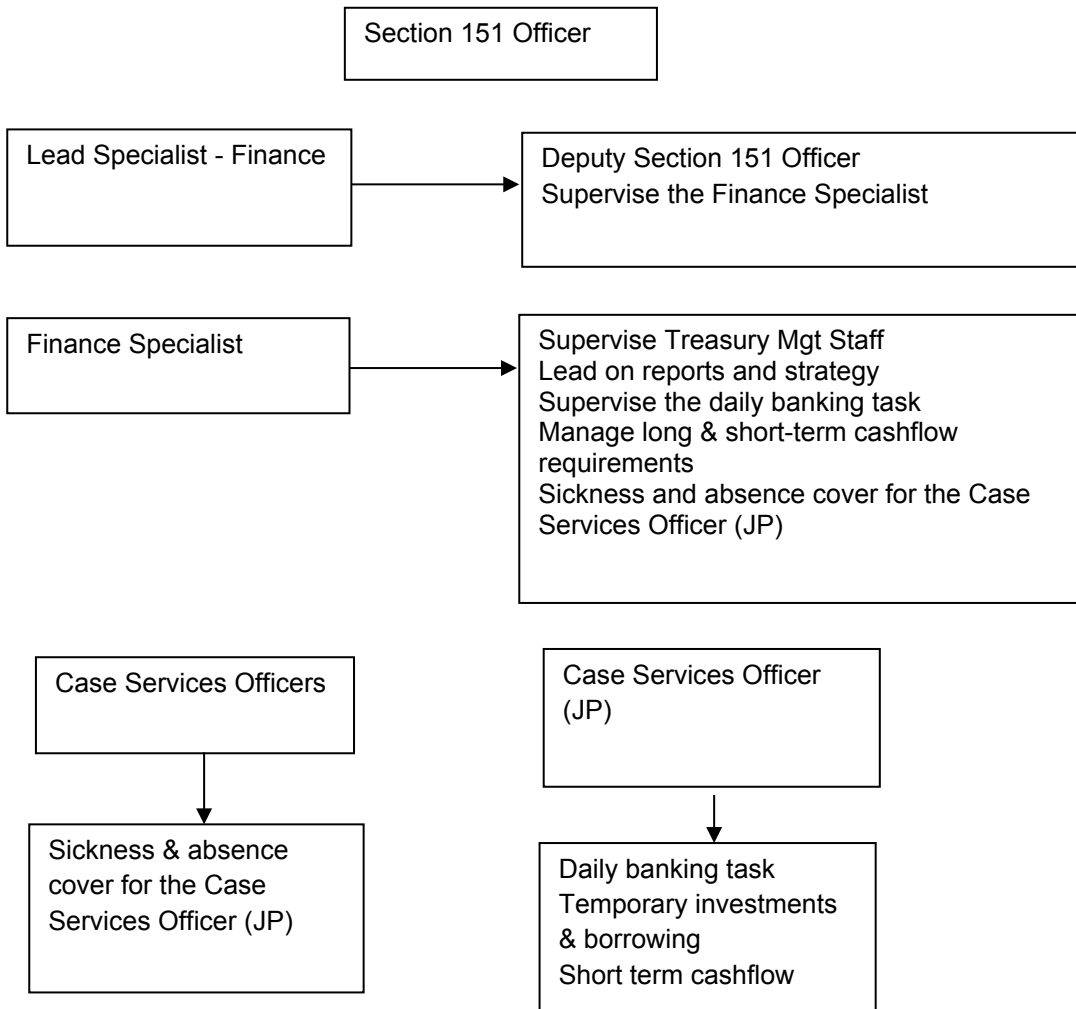 Section 151 Officer
Lead Specialist - Finance
Deputy Section 151 Officer
Supervise the Finance Specialist
Finance Specialist
Supervise Treasury Mgt Staff
Lead on reports and strategy
Supervise the daily banking task
Manage long & short-term cashflow
requirements
Sickness and absence cover for the Case
Services Officer (JP)
Case Services Officers
Case Services Officer
(JP)
Sickness & absence
cover for the Case
Services Officer (JP)
Daily banking task
Temporary investments
& borrowing
Short term cashflow